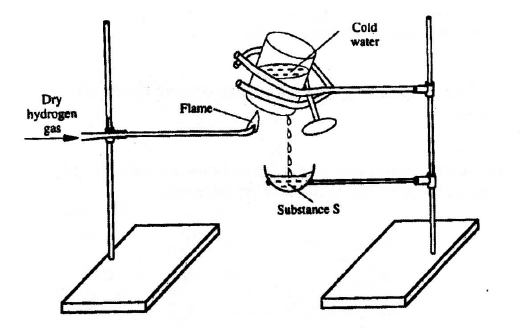 Cold
water
Dry
hydrogen
gas
Flame
Substance S